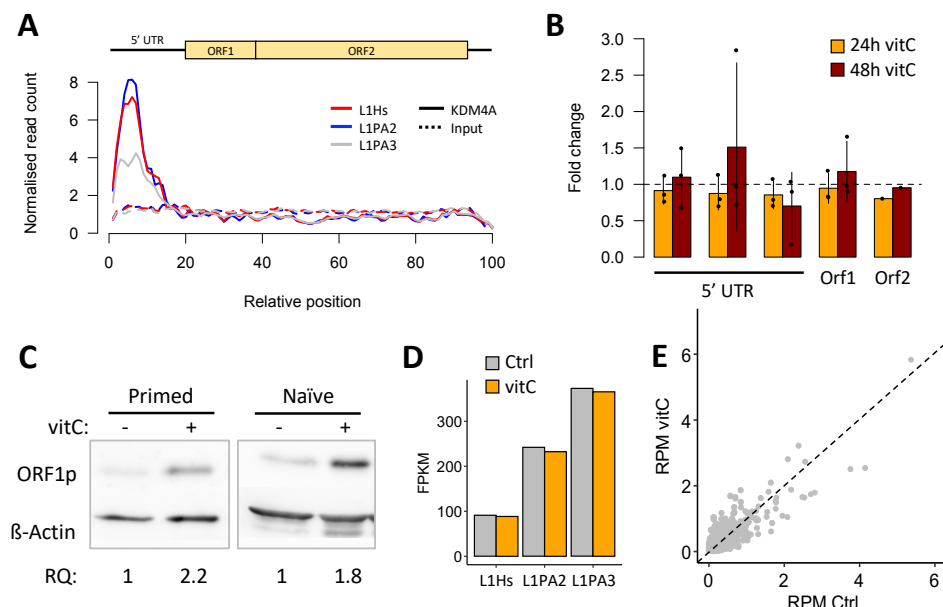 A
5' UTR
ORF1
ORF2
Normalised read count
8
6
4
2
0
L1Hs
L1PA2
L1PA3
KDM4A
Input
0 20 40 60 80 100
Relative position
B
24h vitC
48h vitC
Fold change
3.0
2.5
2.0
1.5
1.0
0.5
0.0
5' UTR
Orf1
Orf2
C
Primed
Naïve
vitC:
- + - +
ORF1p
ß-Actin
RQ: 1 2.2 1 1.8
D
Ctrl
vitC
FPKM
300
200
100
0
L1Hs L1PA2 L1PA3
E
RPM vitC
6
4
2
0
0 2 4 6
RPM Ctrl